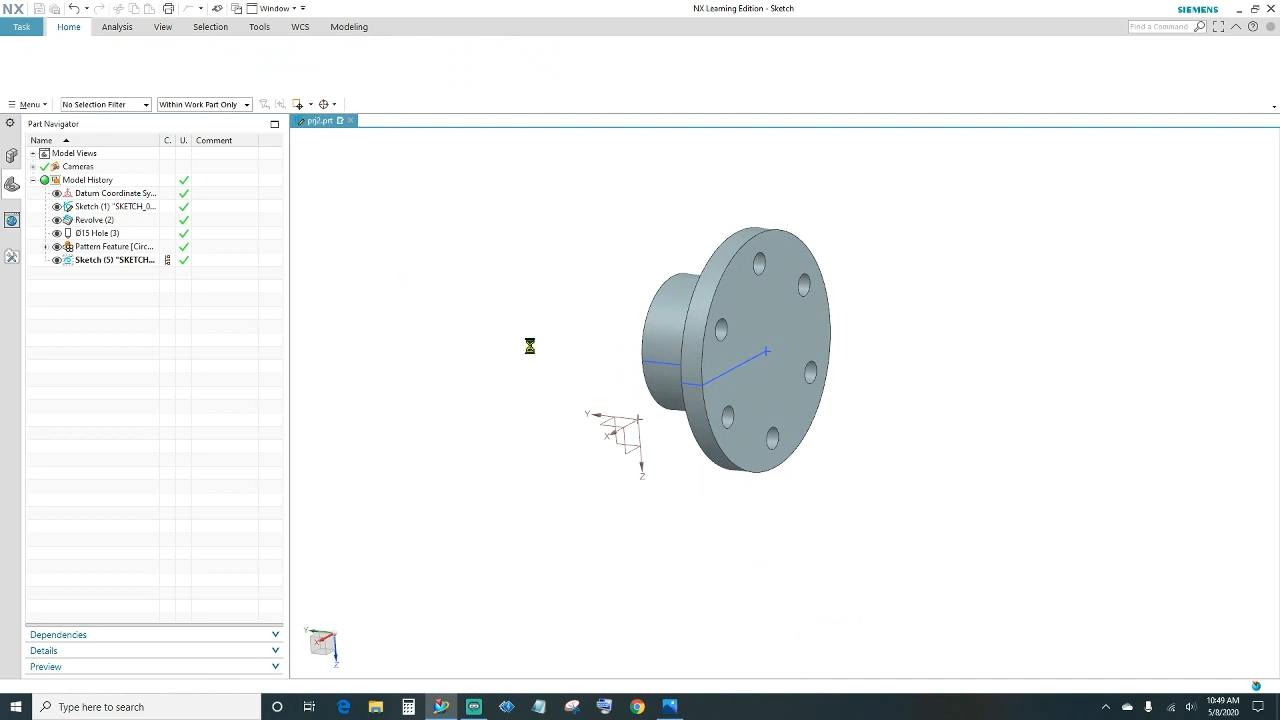 NX
Window
NX Learning Edition - Sketch
SIEMENS
Task
Home
Analysis
View
Selection
Tools
WCS
Modeling
Find a Command
Menu
No Selection Filter
Within Work Part Only
Part Navigator
prj2.prt
Name
C.
U.
Comment
Model Views
Cameras
Model History
Datum Coordinate Sy...
Sketch (1) "SKETCH_0...
Revolve (2)
Ø15 Hole (3)
Pattern Feature [Circ...
Sketch (5) "SKETCH...
Y
X
Z
Dependencies
Details
Preview
Y
X
Z
Type here to search
10:49 AM
5/8/2020